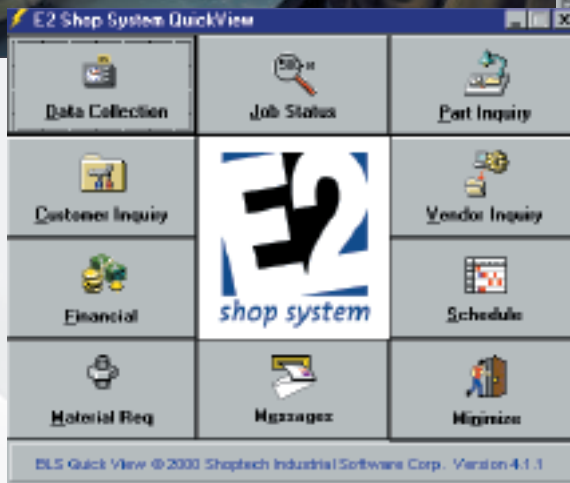 E2 Shop System QuickView
Data Collection
Job Status
Part Inquiry
Customer Inquiry
E2
shop system
Vendor Inquiry
Financial
Schedule
Material Req
Messages
Minimize
BLS Quick View © 2000 Shoptech Industrial Software Corp. Version 4.1.1